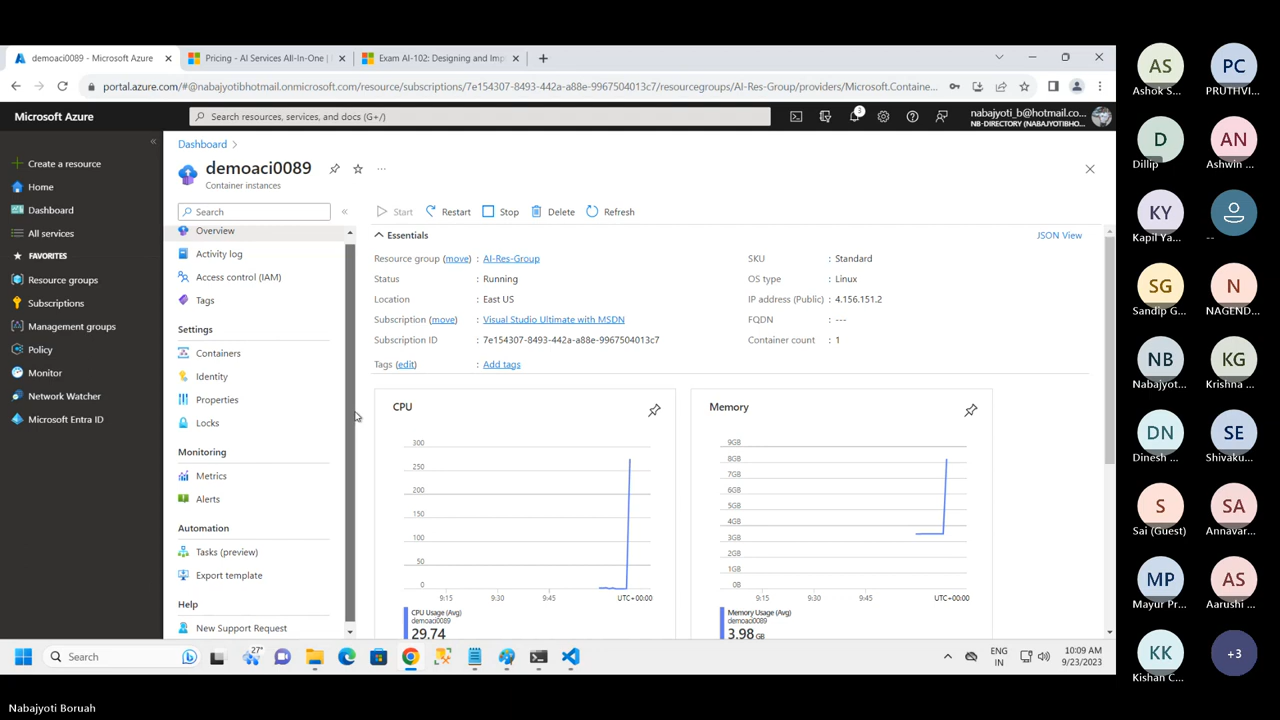 demoaci0089 - Microsoft Azure
Pricing - AI Services All-In-One |
Exam AI-102: Designing and Imp
portal.azure.com/#@nabajyotibhotmail.onmicrosoft.com/resource/subscriptions/7e154307-8493-442a-a88e-9967504013c7/resourcegroups/AI-Res-Group/providers/Microsoft.Containe...
Microsoft Azure
Search resources, services, and docs (G+/)
3
nabajyoti_b@hotmail.co...
NB-DIRECTORY (NABAJYOTIBHO...
Create a resource
Home
Dashboard
All services
FAVORITES
Resource groups
Subscriptions
Management groups
Policy
Monitor
Network Watcher
Microsoft Entra ID
Dashboard >
demoaci0089
Container instances
Search
Overview
Activity log
Access control (IAM)
Tags
Settings
Containers
Identity
Properties
Locks
Monitoring
Metrics
Alerts
Automation
Tasks (preview)
Export template
Help
New Support Request
Start
Restart
Stop
Delete
Refresh
Essentials
JSON View
Resource group (move) : AI-Res-Group
Status : Running
Location : East US
Subscription (move) : Visual Studio Ultimate with MSDN
Subscription ID : 7e154307-8493-442a-a88e-9967504013c7
Tags (edit) : Add tags
SKU : Standard
OS type : Linux
IP address (Public) : 4.156.151.2
FQDN : ---
Container count : 1
CPU
300
250
200
150
100
50
0
9:15 9:30 9:45 UTC+00:00
CPU Usage (Avg)
demoaci0089
29.74
Memory
9GB
8GB
7GB
6GB
5GB
4GB
3GB
2GB
1GB
0B
9:15 9:30 9:45 UTC+00:00
Memory Usage (Avg)
demoaci0089
3.98 GB
Search
27°
ENG
IN
10:09 AM
9/23/2023
AS
Ashok S...
PC
PRUTHVI...
D
Dillip
AN
Ashwin ...
KY
Kapil Ya...
--
SG
Sandip G...
N
NAGEND...
NB
Nabajyot...
KG
Krishna ...
DN
Dinesh ...
SE
Shivaku...
S
Sai (Guest)
SA
Annavar...
MP
Mayur Pr...
AS
Aarushi ...
KK
Kishan C...
+3
Nabajyoti Boruah